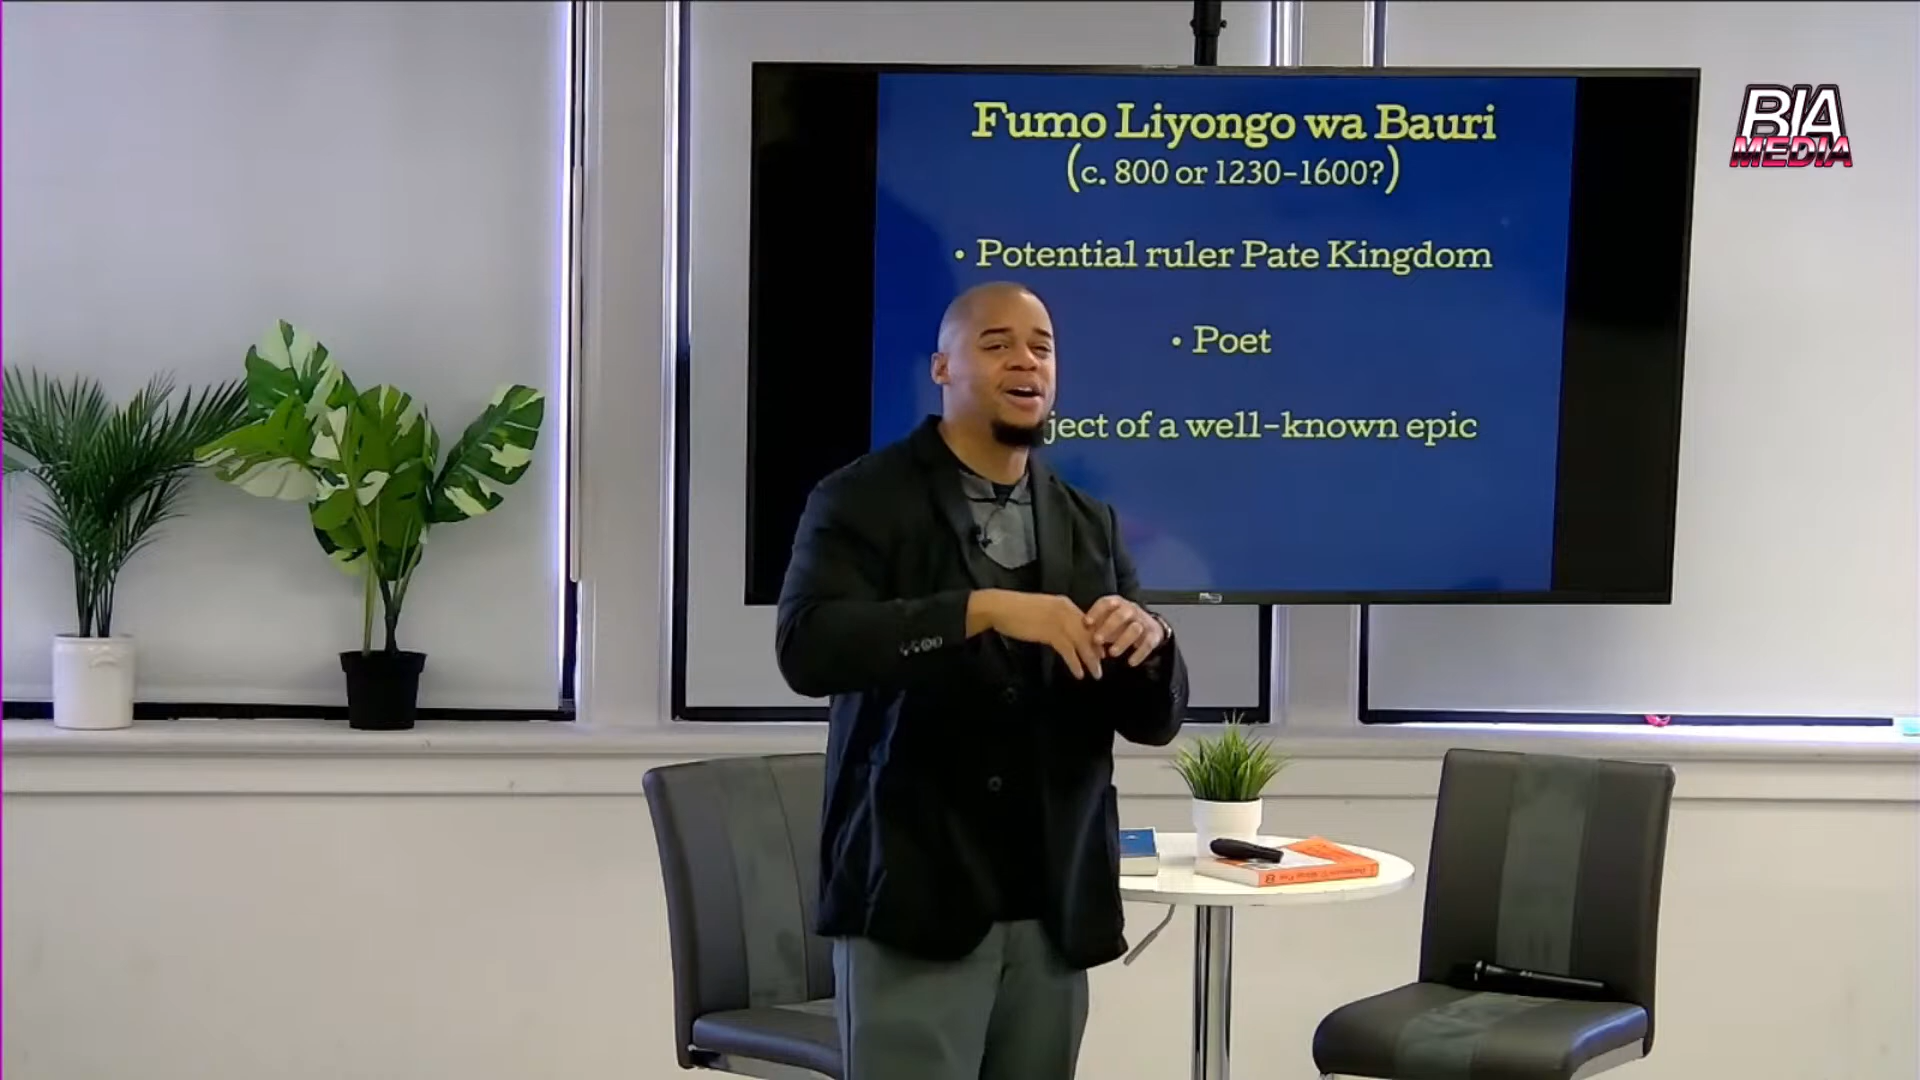 Fumo Liyongo wa Bauri
(c. 800 or 1230-1600?)
• Potential ruler Pate Kingdom
• Poet
ject of a well-known epic
BIA
MEDIA